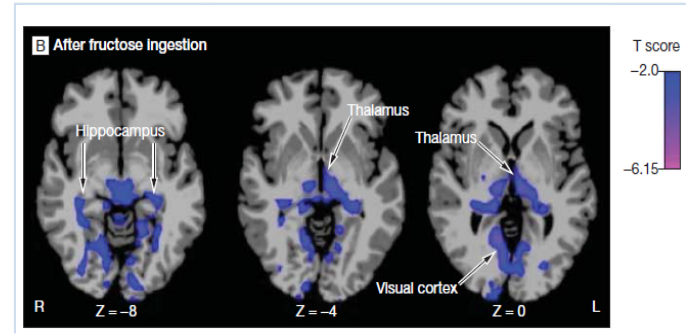 B After fructose ingestion
T score
−2.0
−6.15
Hippocampus
Thalamus
Thalamus
Visual cortex
R
Z = −8
Z = −4
Z = 0
L